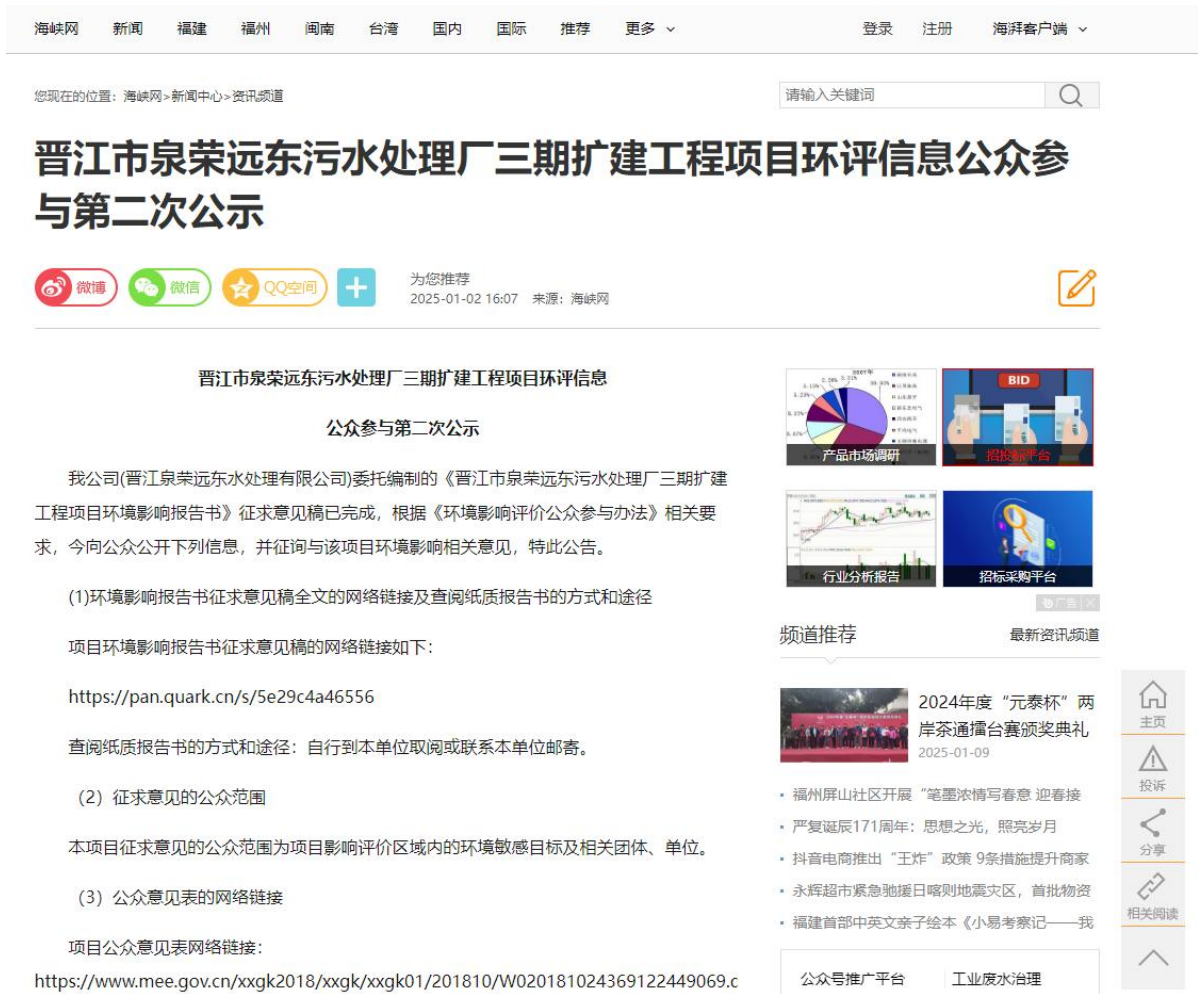 海峡网 新闻 福建 福州 闽南 台湾 国内 国际 推荐 更多 登录 注册 海湃客户端
您现在的位置：海峡网>新闻中心>资讯频道
请输入关键词
晋江市泉荣远东污水处理厂三期扩建工程项目环评信息公众参
与第二次公示
微博 微信 QQ空间
为您推荐
2025-01-02 16:07 来源：海峡网
晋江市泉荣远东污水处理厂三期扩建工程项目环评信息
公众参与第二次公示
我公司(晋江泉荣远东水处理有限公司)委托编制的《晋江市泉荣远东污水处理厂三期扩建
工程项目环境影响报告书》征求意见稿已完成，根据《环境影响评价公众参与办法》相关要
求，今向公众公开下列信息，并征询与该项目环境影响相关意见，特此公告。
(1)环境影响报告书征求意见稿全文的网络链接及查阅纸质报告书的方式和途径
项目环境影响报告书征求意见稿的网络链接如下：
https://pan.quark.cn/s/5e29c4a46556
查阅纸质报告书的方式和途径：自行到本单位取阅或联系本单位邮寄。
（2）征求意见的公众范围
本项目征求意见的公众范围为项目影响评价区域内的环境敏感目标及相关团体、单位。
（3）公众意见表的网络链接
项目公众意见表网络链接：
https://www.mee.gov.cn/xxgk2018/xxgk/xxgk01/201810/W020181024369122449069.c
BID
产品市场调研 招投标平台
行业分析报告 招标采购平台
广告
频道推荐 最新资讯频道
2024年度“元泰杯”两
岸茶通擂台赛颁奖典礼
2025-01-09
福州屏山社区开展“笔墨浓情写春意 迎春接
严复诞辰171周年：思想之光，照亮岁月
抖音电商推出“王炸”政策 9条措施提升商家
永辉超市紧急驰援日喀则地震灾区，首批物资
福建首部中英文亲子绘本《小易考察记——我
公众号推广平台 工业废水治理
主页
投诉
分享
相关阅读